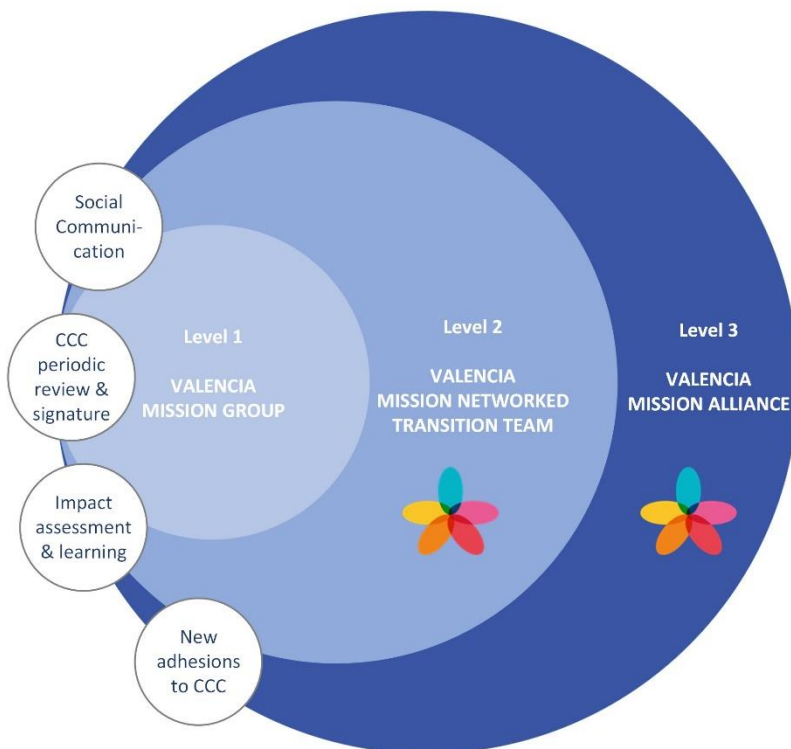 Social
Communi-
cation
CCC
periodic
review &
signature
Impact
assessment
& learning
New
adhesions
to CCC
Level 1
VALENCIA
MISSION GROUP
Level 2
VALENCIA
MISSION NETWORKED
TRANSITION TEAM
Level 3
VALENCIA
MISSION ALLIANCE